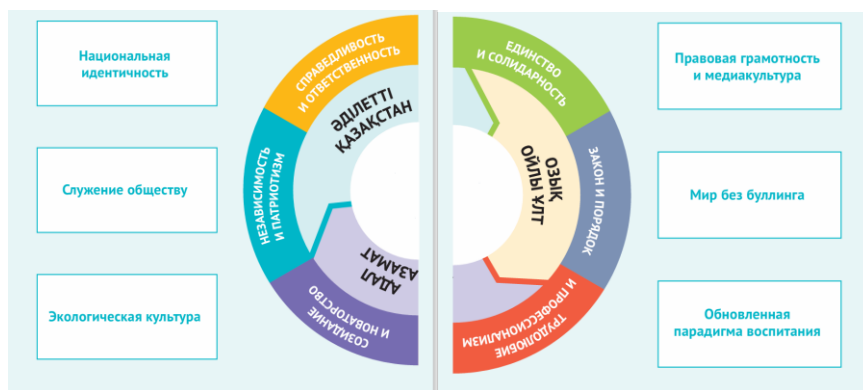 Национальная
идентичность
Служение обществу
Экологическая культура
СПРАВЕДЛИВОСТЬ
И ОТВЕТСТВЕННОСТЬ
НЕЗАВИСИМОСТЬ
И ПАТРИОТИЗМ
СОЗИДАНИЕ
И НОВАТОРСТВО
ӘДІЛЕТТІ
ҚАЗАҚСТАН
АДАЛ
АЗАМАТ
ЕДИНСТВО
И СОЛИДАРНОСТЬ
ЗАКОН И ПОРЯДОК
ТРУДОЛЮБИЕ
И ПРОФЕССИОНАЛИЗМ
ОЗЫҚ
ОЙЛЫ ҰЛТ
Правовая грамотность
и медиакультура
Мир без буллинга
Обновленная
парадигма воспитания